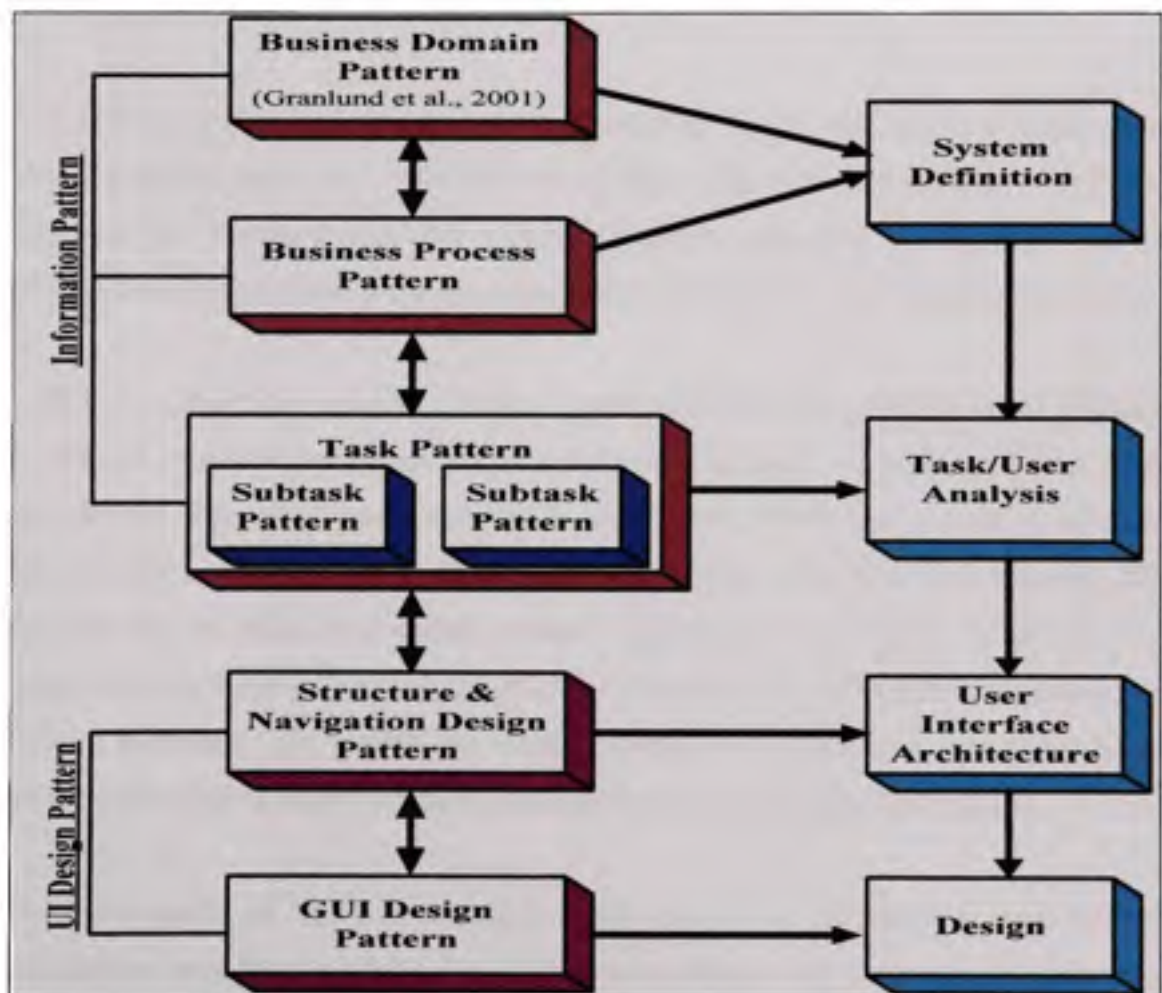 Business Domain
Pattern
(Granlund et al., 2001)
System
Definition
Information Pattern
Business Process
Pattern
Task Pattern
Subtask
Pattern
Subtask
Pattern
Task/User
Analysis
Structure &
Navigation Design
Pattern
User
Interface
Architecture
UI Design Pattern
GUI Design
Pattern
Design